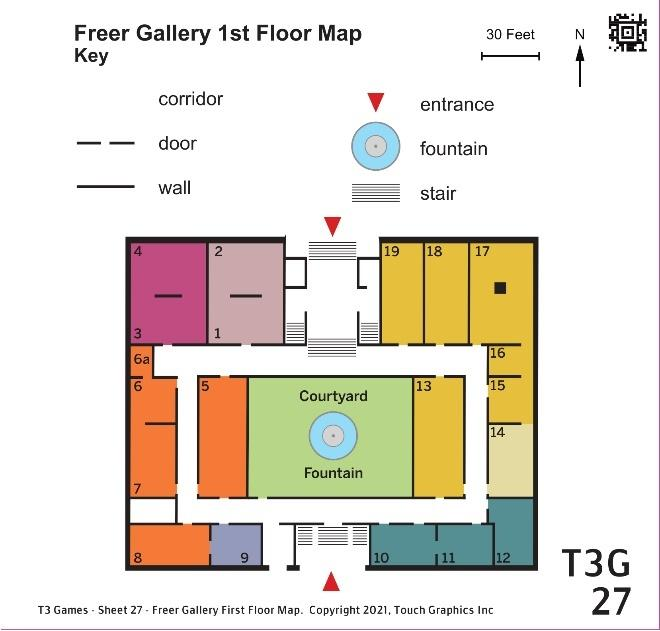 Freer Gallery 1st Floor Map
Key
30 Feet
N
corridor
door
wall
entrance
fountain
stair
4
2
19
18
17
3
1
16
6a
6
5
Courtyard
13
15
14
Fountain
7
8
9
10
11
12
T3G
27
T3 Games - Sheet 27 - Freer Gallery First Floor Map. Copyright 2021, Touch Graphics Inc